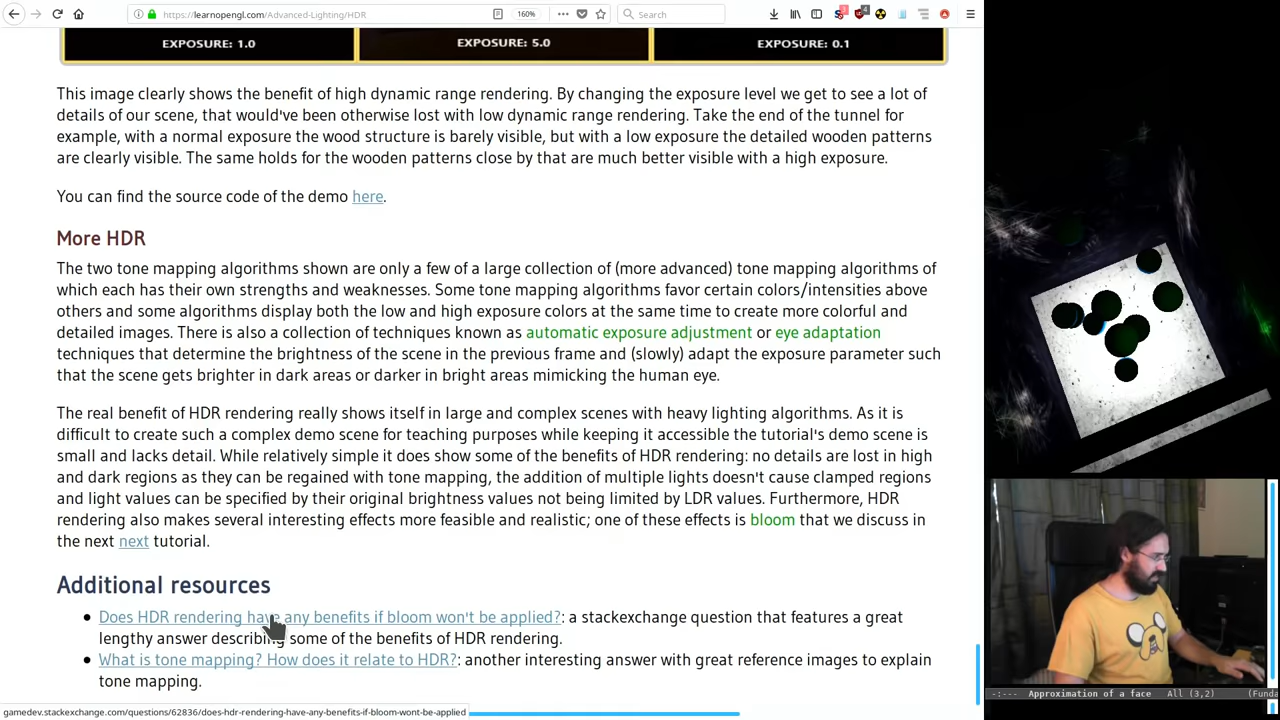 https://learnopengl.com/Advanced-Lighting/HDR
160%
Search
EXPOSURE: 1.0
EXPOSURE: 5.0
EXPOSURE: 0.1
This image clearly shows the benefit of high dynamic range rendering. By changing the exposure level we get to see a lot of
details of our scene, that would've been otherwise lost with low dynamic range rendering. Take the end of the tunnel for
example, with a normal exposure the wood structure is barely visible, but with a low exposure the detailed wooden patterns
are clearly visible. The same holds for the wooden patterns close by that are much better visible with a high exposure.
You can find the source code of the demo here.
More HDR
The two tone mapping algorithms shown are only a few of a large collection of (more advanced) tone mapping algorithms of
which each has their own strengths and weaknesses. Some tone mapping algorithms favor certain colors/intensities above
others and some algorithms display both the low and high exposure colors at the same time to create more colorful and
detailed images. There is also a collection of techniques known as automatic exposure adjustment or eye adaptation
techniques that determine the brightness of the scene in the previous frame and (slowly) adapt the exposure parameter such
that the scene gets brighter in dark areas or darker in bright areas mimicking the human eye.
The real benefit of HDR rendering really shows itself in large and complex scenes with heavy lighting algorithms. As it is
difficult to create such a complex demo scene for teaching purposes while keeping it accessible the tutorial's demo scene is
small and lacks detail. While relatively simple it does show some of the benefits of HDR rendering: no details are lost in high
and dark regions as they can be regained with tone mapping, the addition of multiple lights doesn't cause clamped regions
and light values can be specified by their original brightness values not being limited by LDR values. Furthermore, HDR
rendering also makes several interesting effects more feasible and realistic; one of these effects is bloom that we discuss in
the next next tutorial.
Additional resources
Does HDR rendering have any benefits if bloom won't be applied?: a stackexchange question that features a great
lengthy answer describing some of the benefits of HDR rendering.
What is tone mapping? How does it relate to HDR?: another interesting answer with great reference images to explain
tone mapping.
gamedev.stackexchange.com/questions/62836/does-hdr-rendering-have-any-benefits-if-bloom-wont-be-applied
-:--- Approximation of a face All (3,2) (Funda